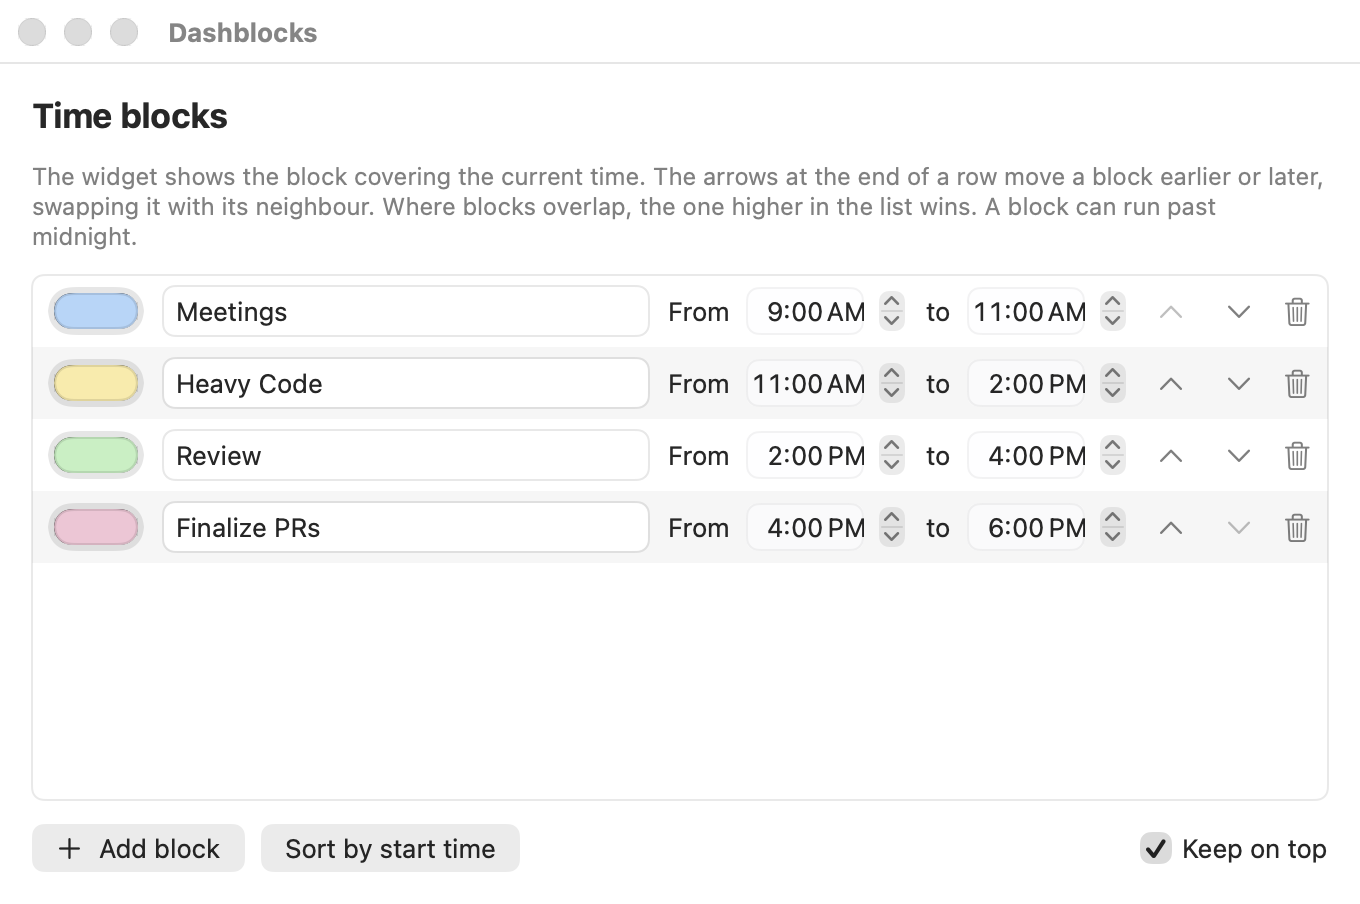 Dashblocks
Time blocks
The widget shows the block covering the current time. The arrows at the end of a row move a block earlier or later,
swapping it with its neighbour. Where blocks overlap, the one higher in the list wins. A block can run past
midnight.
Meetings From 9:00 AM to 11:00 AM
Heavy Code From 11:00 AM to 2:00 PM
Review From 2:00 PM to 4:00 PM
Finalize PRs From 4:00 PM to 6:00 PM
+ Add block Sort by start time Keep on top